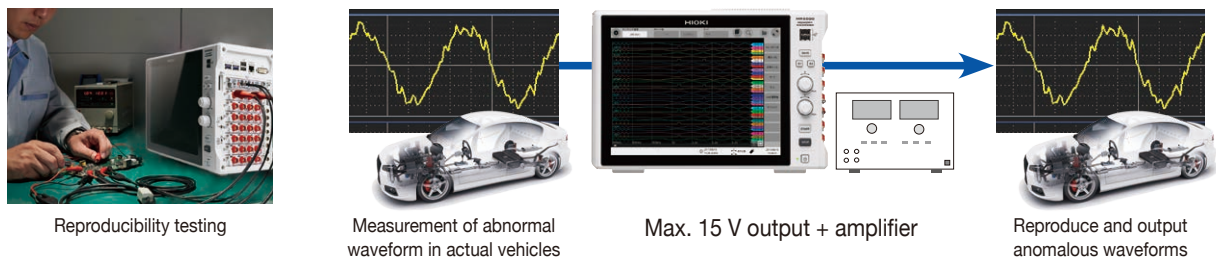 HIOKI
Reproducibility testing
Measurement of abnormal
waveform in actual vehicles
Max. 15 V output + amplifier
Reproduce and output
anomalous waveforms